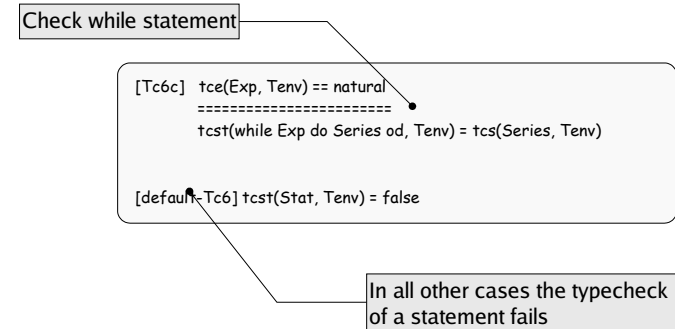 Check while statement
[Tc6c] tce(Exp, Tenv) == natural
========================
tcst(while Exp do Series od, Tenv) = tcs(Series, Tenv)
[default-Tc6] tcst(Stat, Tenv) = false
In all other cases the typecheck
of a statement fails